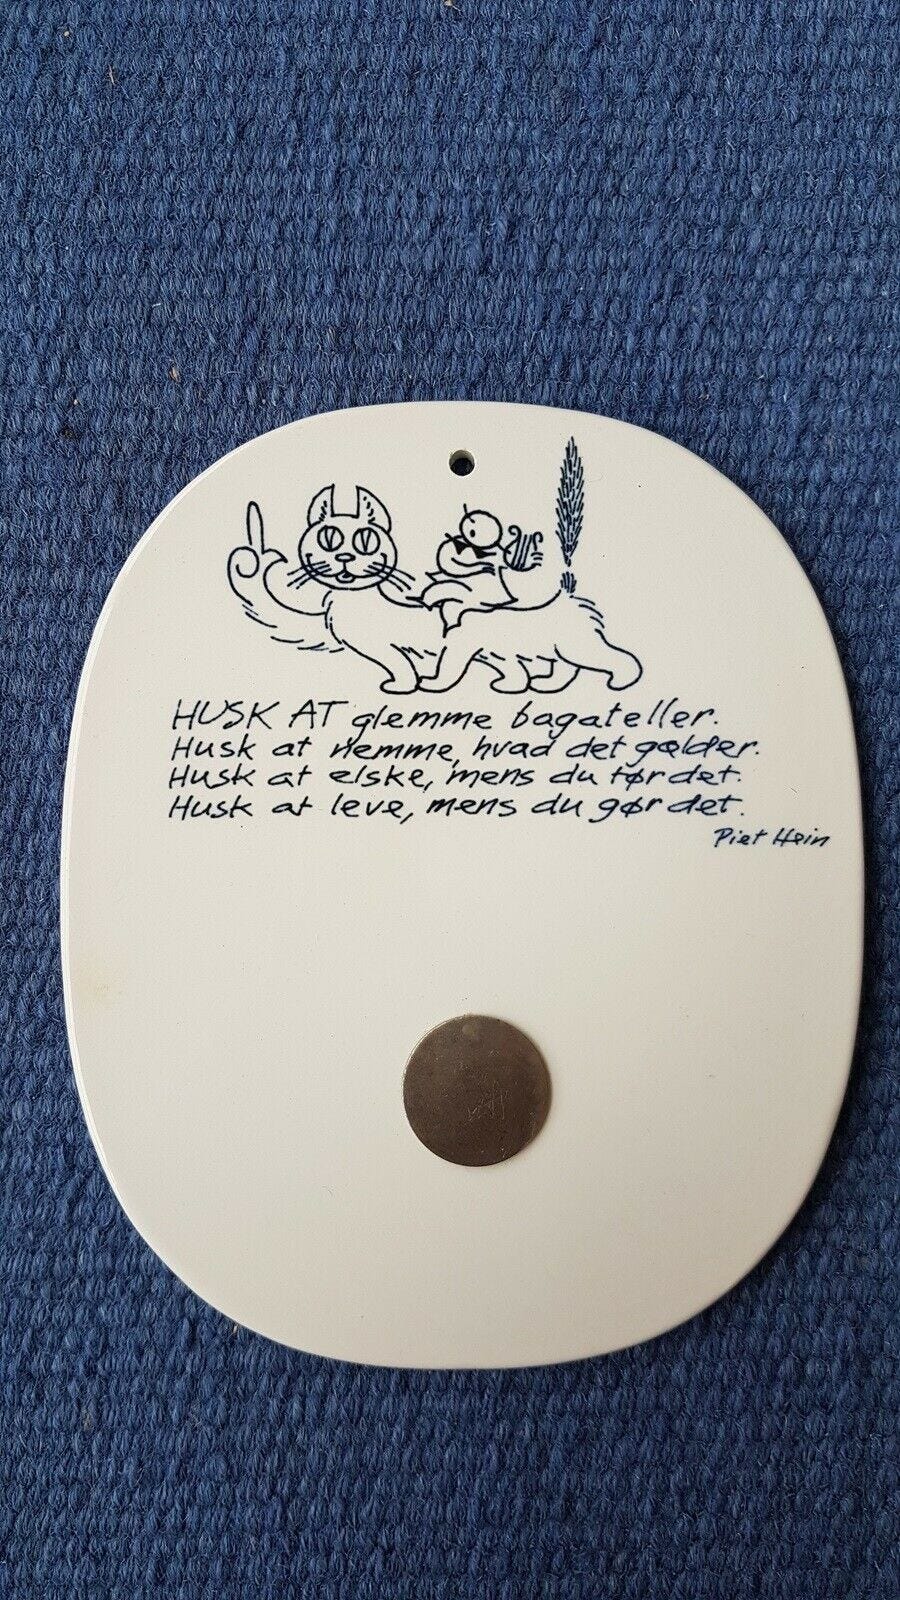 HUSK AT glemme bagateller.
Husk at nemme, hvad det gælder.
Husk at elske, mens du tør det.
Husk at leve, mens du gør det.
Piet Hein